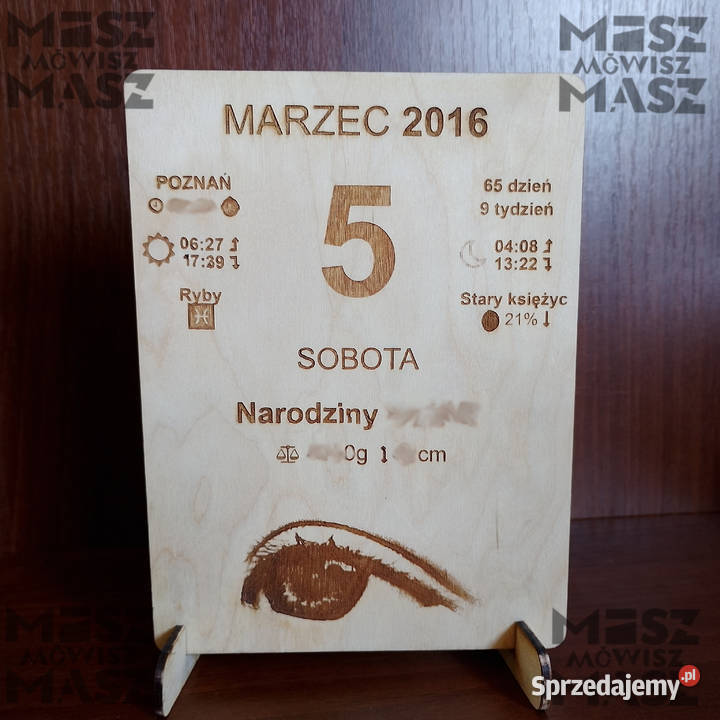 MASZ MASZ
MÓWISZ MÓWISZ
MASZ MASZ
MARZEC 2016
POZNAŃ
06:27
17:39
Ryby
5
65 dzień
9 tydzień
04:08
13:22
Stary księżyc
21%
SOBOTA
Narodziny
0g 1 cm
MASZ MASZ
MÓWISZ MÓWISZ
MASZ
Sprzedajemy.pl